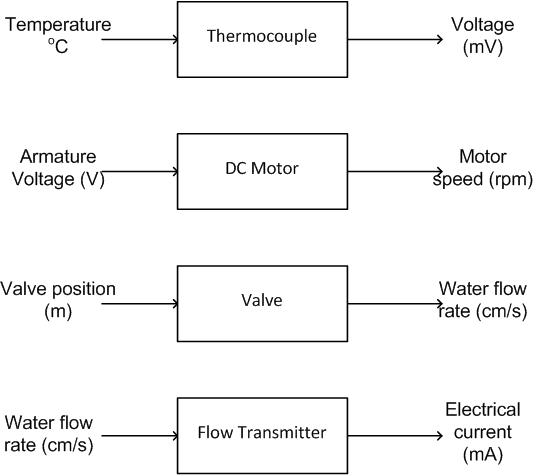 Temperature
°C
Thermocouple
Voltage
(mV)
Armature
Voltage (V)
DC Motor
Motor
speed (rpm)
Valve position
(m)
Valve
Water flow
rate (cm/s)
Water flow
rate (cm/s)
Flow Transmitter
Electrical
current
(mA)